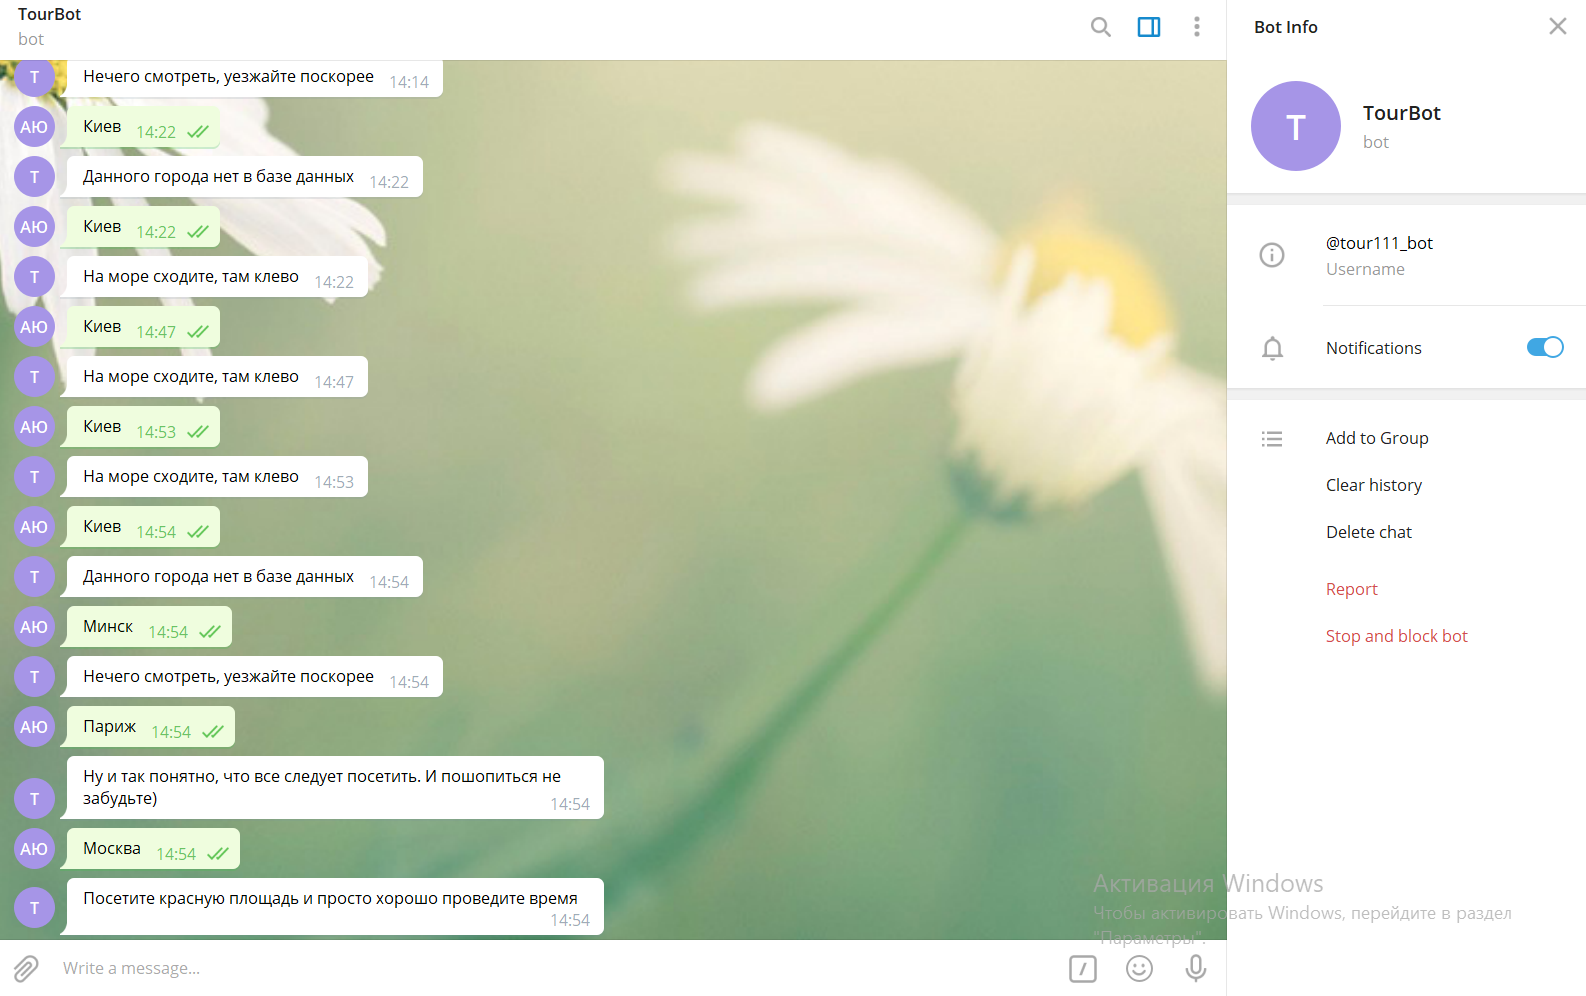 TourBot
bot
Т
Нечего смотреть, уезжайте поскорее 14:14
АЮ
Киев 14:22
Т
Данного города нет в базе данных 14:22
АЮ
Киев 14:22
Т
На море сходите, там клево 14:22
АЮ
Киев 14:47
Т
На море сходите, там клево 14:47
АЮ
Киев 14:53
Т
На море сходите, там клево 14:53
АЮ
Киев 14:54
Т
Данного города нет в базе данных 14:54
АЮ
Минск 14:54
Т
Нечего смотреть, уезжайте поскорее 14:54
АЮ
Париж 14:54
Т
Ну и так понятно, что все следует посетить. И пошопиться не
забудьте)
14:54
АЮ
Москва 14:54
Т
Посетите красную площадь и просто хорошо проведите время
14:54
Write a message...
Bot Info
T
TourBot
bot
@tour111_bot
Username
Notifications
Add to Group
Clear history
Delete chat
Report
Stop and block bot
Активация Windows
Чтобы активировать Windows, перейдите в раздел
"Параметры".